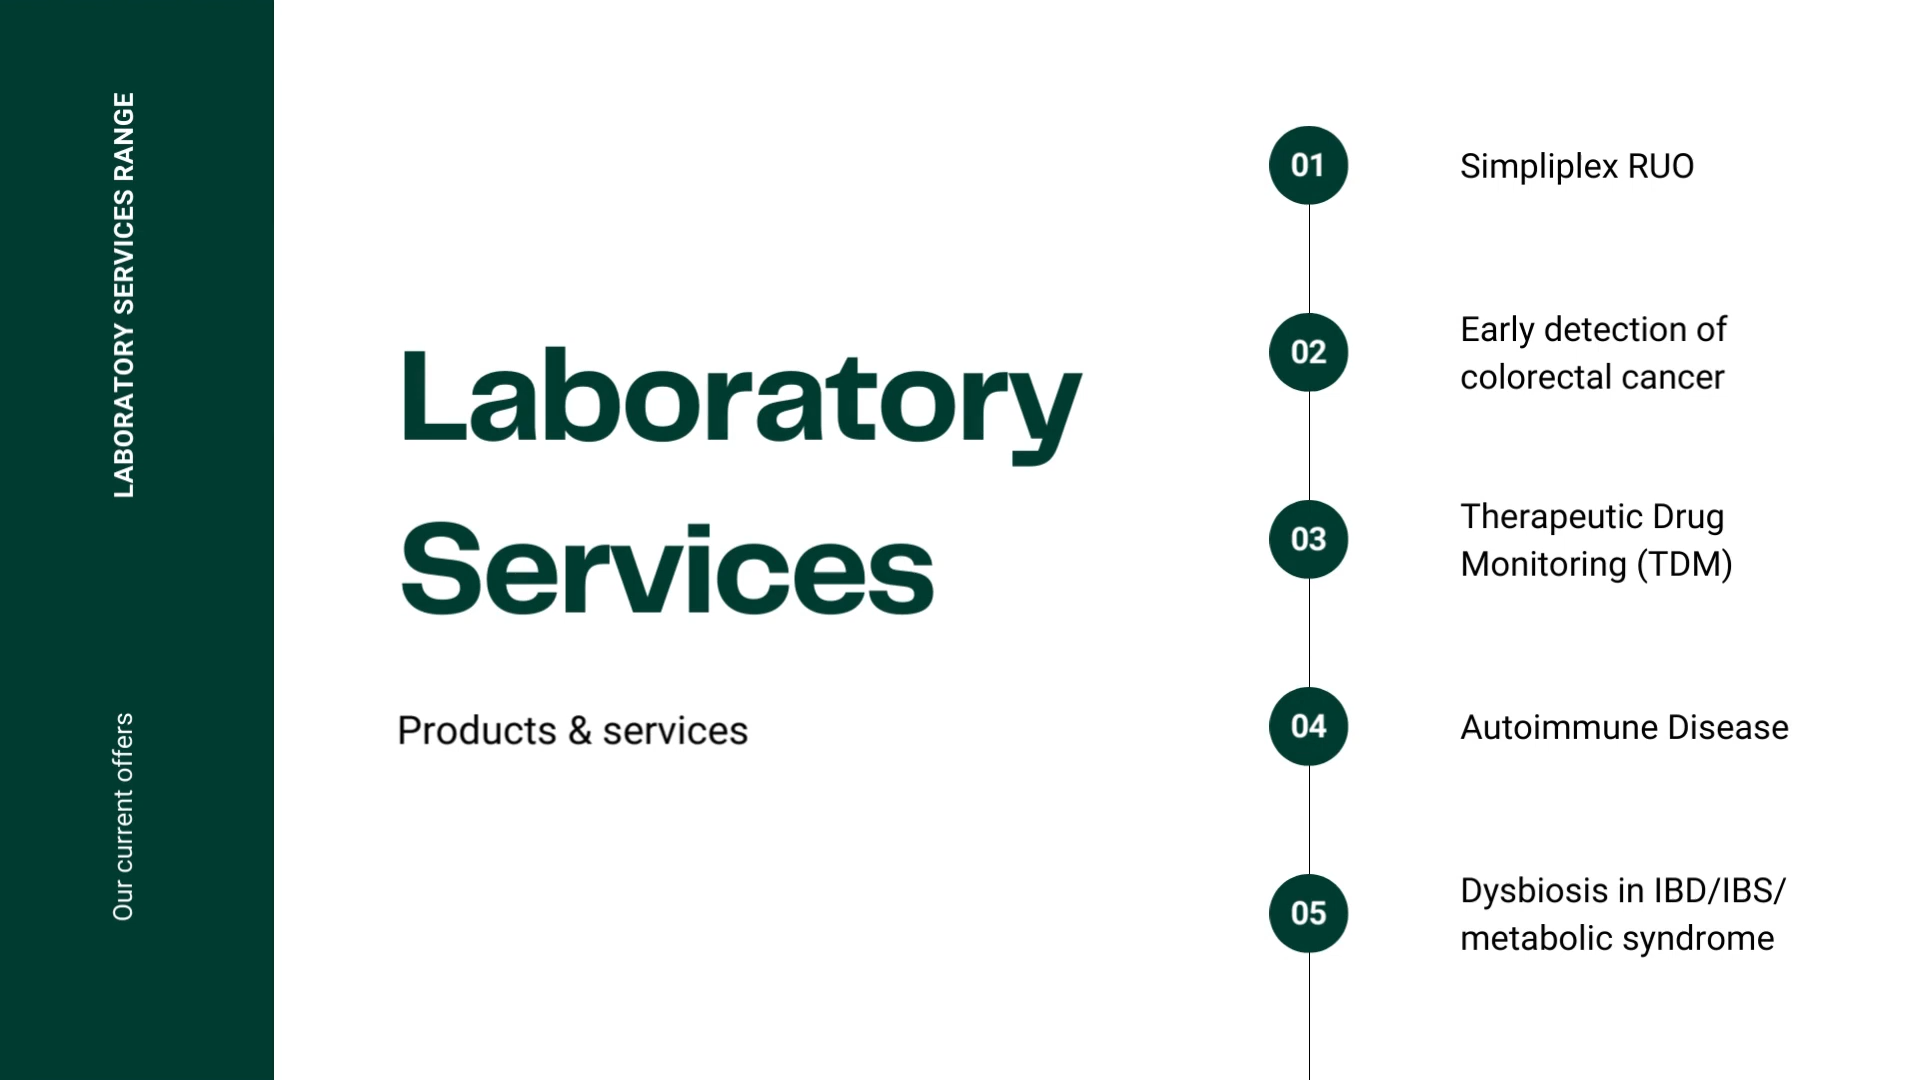 LABORATORY SERVICES RANGE
Our current offers
Laboratory
Services
Products & services
01
Simpliplex RUO
02
Early detection of
colorectal cancer
03
Therapeutic Drug
Monitoring (TDM)
04
Autoimmune Disease
05
Dysbiosis in IBD/IBS/
metabolic syndrome